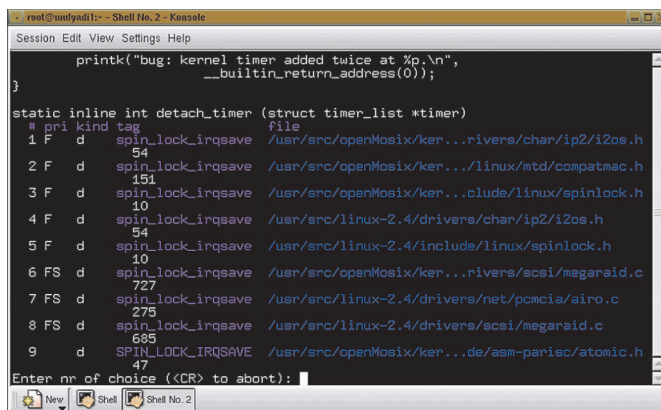 root@mulyadi1:~ - Shell No. 2 - Konsole
Session Edit View Settings Help
printk("bug: kernel timer added twice at %p.\n",
__builtin_return_address(0));
}
static inline int detach_timer (struct timer_list *timer)
# pri kind tag file
1 F d spin_lock_irqsave /usr/src/openMosix/ker...rivers/char/ip2/i2os.h
54
2 F d spin_lock_irqsave /usr/src/openMosix/ker.../linux/mtd/compatmac.h
151
3 F d spin_lock_irqsave /usr/src/openMosix/ker...clude/linux/spinlock.h
10
4 F d spin_lock_irqsave /usr/src/linux-2.4/drivers/char/ip2/i2os.h
54
5 F d spin_lock_irqsave /usr/src/linux-2.4/include/linux/spinlock.h
10
6 FS d spin_lock_irqsave /usr/src/openMosix/ker...rivers/scsi/megaraid.c
727
7 FS d spin_lock_irqsave /usr/src/linux-2.4/drivers/net/pcmcia/airo.c
275
8 FS d spin_lock_irqsave /usr/src/linux-2.4/drivers/scsi/megaraid.c
685
9 d SPIN_LOCK_IRQSAVE /usr/src/openMosix/ker...de/asm-parisc/atomic.h
47
Enter nr of choice (<CR> to abort):
New Shell Shell No. 2